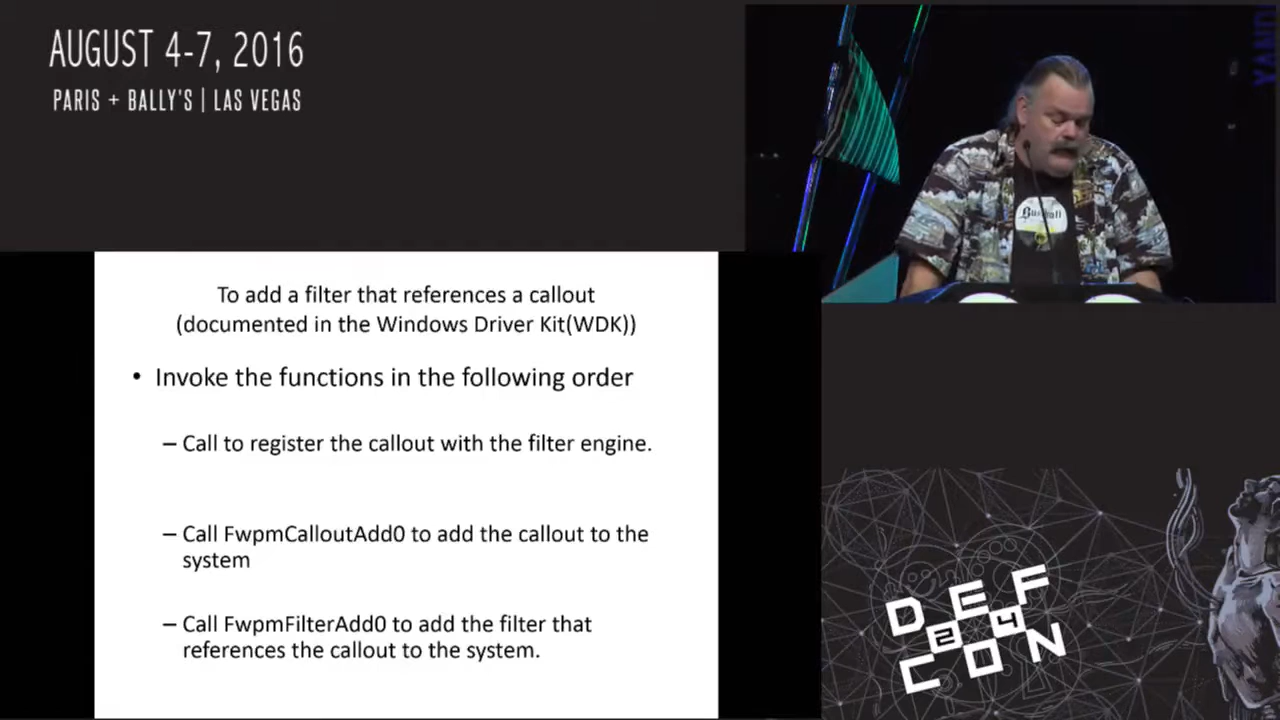 AUGUST 4-7, 2016
PARIS + BALLY'S | LAS VEGAS
To add a filter that references a callout
(documented in the Windows Driver Kit(WDK))
• Invoke the functions in the following order
– Call to register the callout with the filter engine.
– Call FwpmCalloutAdd0 to add the callout to the
system
– Call FwpmFilterAdd0 to add the filter that
references the callout to the system.
DEF
24
CON